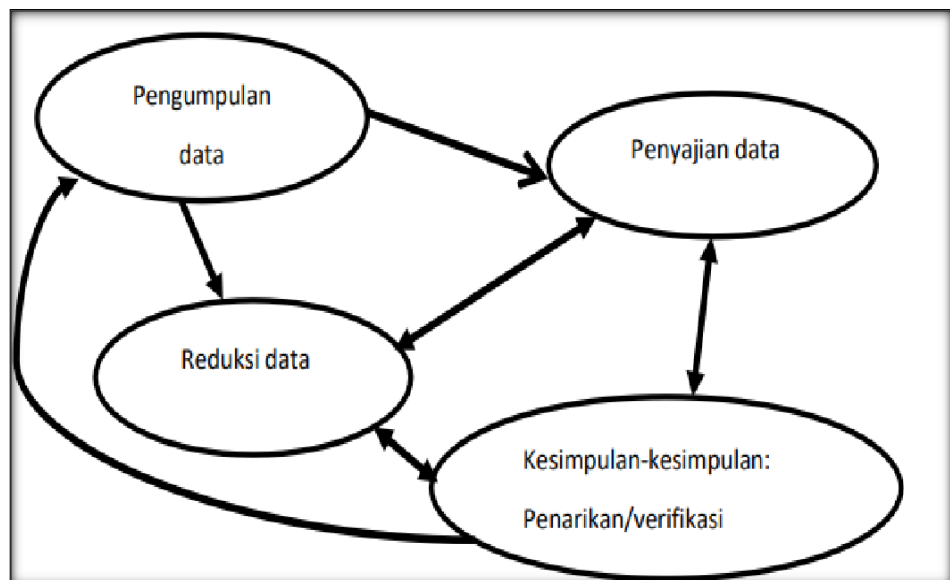 Pengumpulan
data
Penyajian data
Reduksi data
Kesimpulan-kesimpulan:
Penarikan/verifikasi